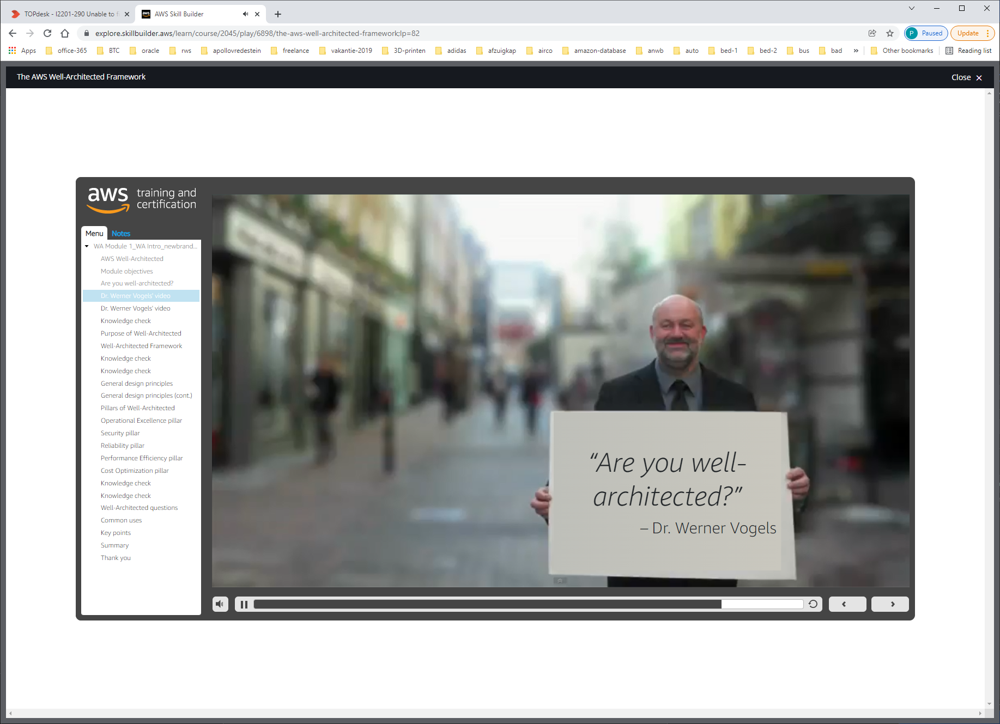 TOPdesk - I2201-290 Unable to f
AWS Skill Builder
explore.skillbuilder.aws/learn/course/2045/play/6898/the-aws-well-architected-framework;lp=82
P Paused
Update
Apps office-365 BTC oracle rws apollovredestein freelance vakantie-2019 3D-printen adidas afzuigkap airco amazon-database anwb auto bed-1 bed-2 bus bad » Other bookmarks Reading list
The AWS Well-Architected Framework
Close
aws training and
certification
Menu Notes
WA Module 1_WA Intro_newbrand...
AWS Well-Architected
Module objectives
Are you well-architected?
Dr. Werner Vogels' video
Dr. Werner Vogels' video
Knowledge check
Purpose of Well-Architected
Well-Architected Framework
Knowledge check
Knowledge check
General design principles
General design principles (cont.)
Pillars of Well-Architected
Operational Excellence pillar
Security pillar
Reliability pillar
Performance Efficiency pillar
Cost Optimization pillar
Knowledge check
Knowledge check
Well-Architected questions
Common uses
Key points
Summary
Thank you
“Are you well-
architected?”
– Dr. Werner Vogels